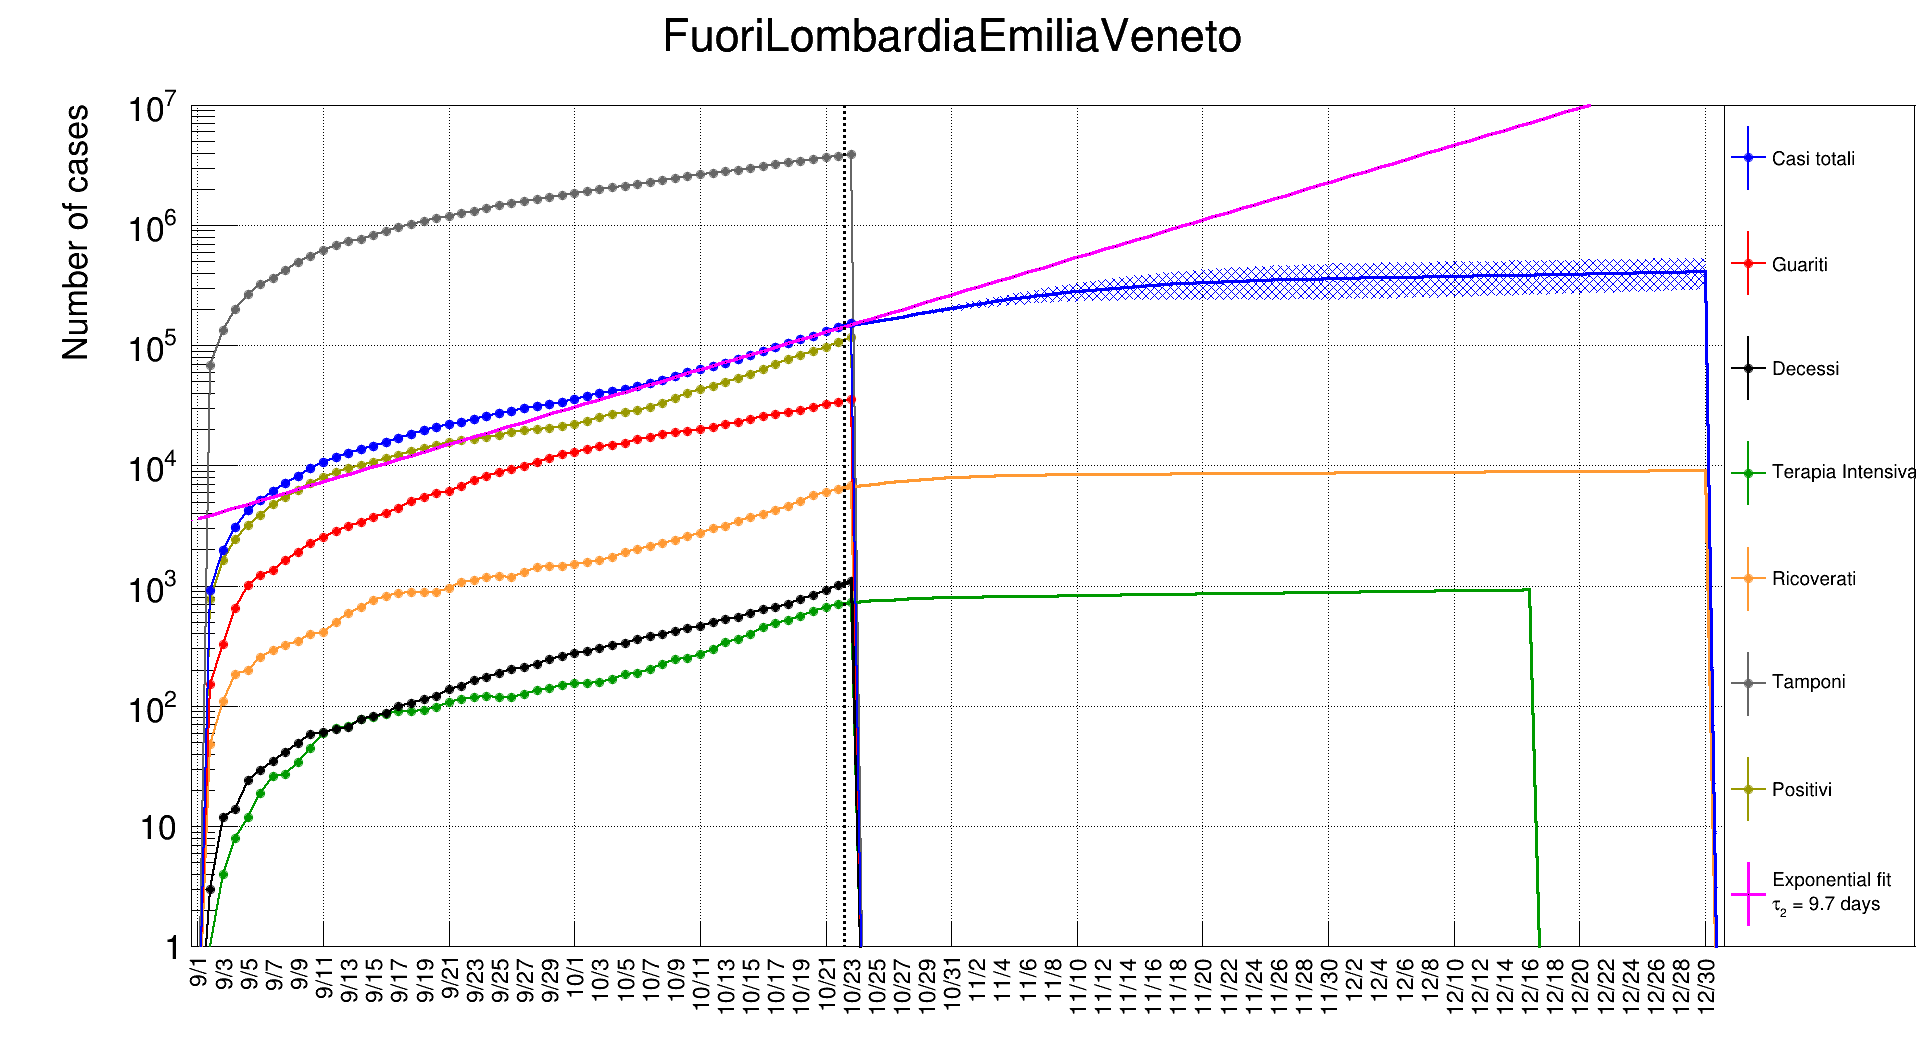 FuoriLombardiaEmiliaVeneto
Number of cases
10^7
10^6
10^5
10^4
10^3
10^2
10
1
9/1 9/3 9/5 9/7 9/9 9/11 9/13 9/15 9/17 9/19 9/21 9/23 9/25 9/27 9/29 10/1 10/3 10/5 10/7 10/9 10/11 10/13 10/15 10/17 10/19 10/21 10/23 10/25 10/27 10/29 10/31 11/2 11/4 11/6 11/8 11/10 11/12 11/14 11/16 11/18 11/20 11/22 11/24 11/26 11/28 11/30 12/2 12/4 12/6 12/8 12/10 12/12 12/14 12/16 12/18 12/20 12/22 12/24 12/26 12/28 12/30
Casi totali
Guariti
Decessi
Terapia Intensiva
Ricoverati
Tamponi
Positivi
Exponential fit
τ₂ = 9.7 days